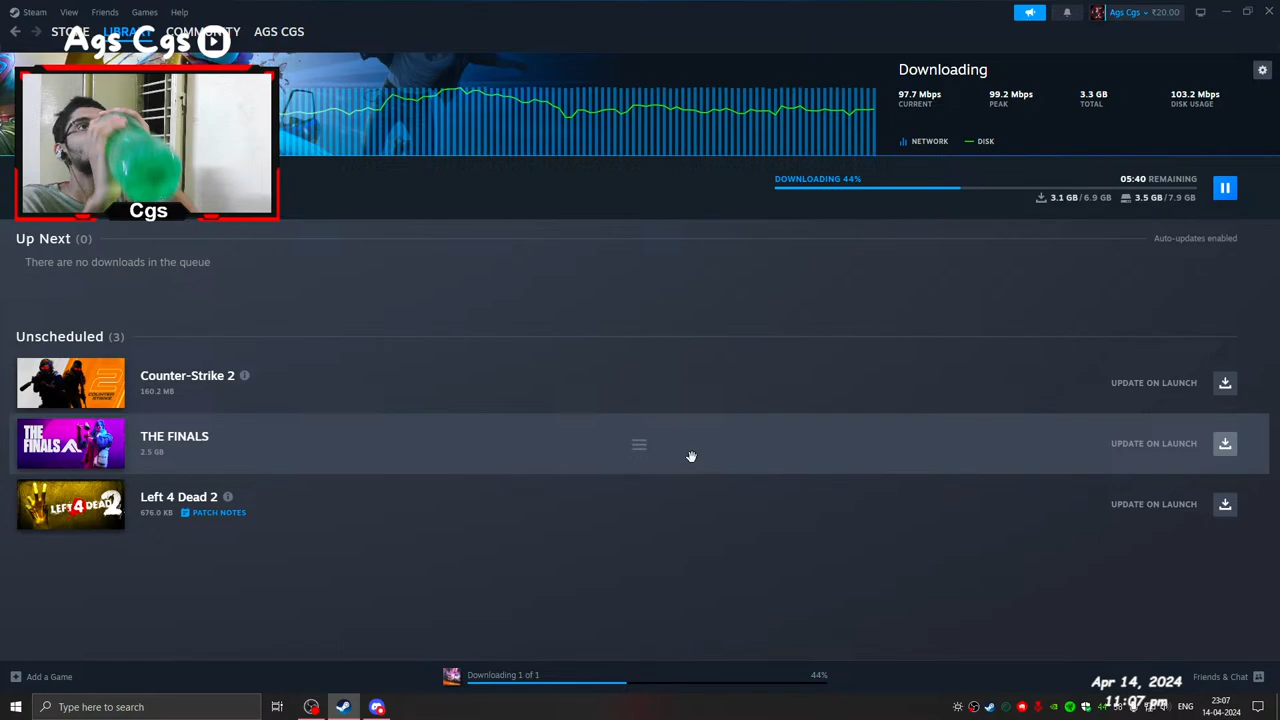 Steam View Friends Games Help
Ags Cgs ₹20.00
STORE LIBRARY COMMUNITY AGS CGS
Ags Cgs
Cgs
Downloading
97.7 Mbps 99.2 Mbps 3.3 GB 103.2 Mbps
CURRENT PEAK TOTAL DISK USAGE
NETWORK DISK
DOWNLOADING 44% 05:40 REMAINING
3.1 GB / 6.9 GB 3.5 GB / 7.9 GB
Up Next (0) Auto-updates enabled
There are no downloads in the queue
Unscheduled (3)
Counter-Strike 2
160.2 MB
UPDATE ON LAUNCH
THE FINALS
THE FINALS
2.5 GB
UPDATE ON LAUNCH
LEFT 4 DEAD 2
Left 4 Dead 2
676.0 KB PATCH NOTES
UPDATE ON LAUNCH
Add a Game
Downloading 1 of 1 44%
Friends & Chat
Apr 14, 2024
11:07 pm
Type here to search
ENG
23:07
14-04-2024